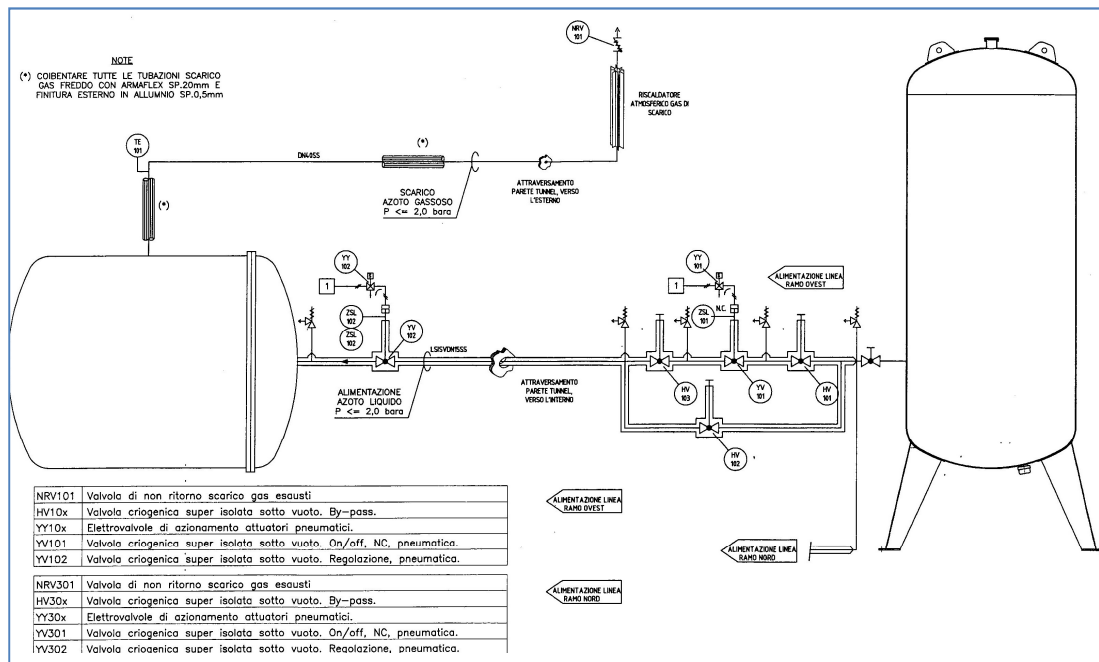 NOTE
(*) COIBENTARE TUTTE LE TUBAZIONI SCARICO
GAS FREDDO CON ARMAFLEX SP.20mm E
FINITURA ESTERNO IN ALLUMNIO SP.0,5mm
NRV
101
RISCALDATORE
ATMOSFERICO GAS DI
SCARICO
TE
101
DN40SS
(*)
(*)
SCARICO
AZOTO GASSOSO
P <= 2,0 bara
ATTRAVERSAMENTO
PARETE TUNNEL, VERSO
L'ESTERNO
YY
102
1
ZSL
102
ZSL
102
YV
102
LSISVDN15SS
ALIMENTAZIONE
AZOTO LIQUIDO
P <= 2,0 bara
ATTRAVERSAMENTO
PARETE TUNNEL,
VERSO L'INTERNO
YY
101
1
ZSL
101
N.C.
ALIMENTAZIONE LINEA
RAMO OVEST
HV
103
YV
101
HV
101
HV
102
NRV101 Valvola di non ritorno scarico gas esausti
HV10x Valvola criogenica super isolata sotto vuoto. By-pass.
YY10x Elettrovalvole di azionamento attuatori pneumatici.
YV101 Valvola criogenica super isolata sotto vuoto. On/off, NC, pneumatica.
YV102 Valvola criogenica super isolata sotto vuoto. Regolazione, pneumatica.
ALIMENTAZIONE LINEA
RAMO OVEST
ALIMENTAZIONE LINEA
RAMO NORD
NRV301 Valvola di non ritorno scarico gas esausti
HV30x Valvola criogenica super isolata sotto vuoto. By-pass.
YY30x Elettrovalvole di azionamento attuatori pneumatici.
YV301 Valvola criogenica super isolata sotto vuoto. On/off, NC, pneumatica.
YV302 Valvola criogenica super isolata sotto vuoto. Regolazione, pneumatica.
ALIMENTAZIONE LINEA
RAMO NORD